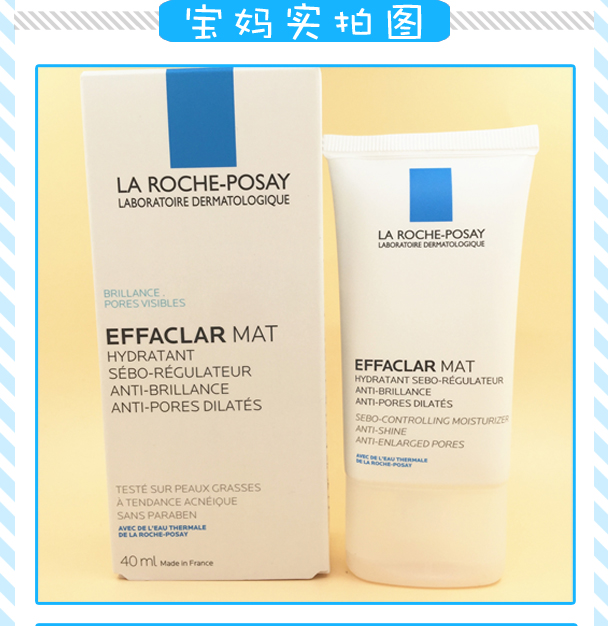 宝妈实拍图
LA ROCHE-POSAY
LABORATOIRE DERMATOLOGIQUE
BRILLANCE .
PORES VISIBLES
EFFACLAR MAT
HYDRATANT
SÉBO-RÉGULATEUR
ANTI-BRILLANCE
ANTI-PORES DILATÉS
TESTÉ SUR PEAUX GRASSES
À TENDANCE ACNÉIQUE
SANS PARABEN
AVEC DE L'EAU THERMALE
DE LA ROCHE-POSAY
40 ml Made in France
LA ROCHE-POSAY
LABORATOIRE DERMATOLOGIQUE
EFFACLAR MAT
HYDRATANT SEBO-RÉGULATEUR
ANTI-BRILLANCE
ANTI-PORES DILATÉS
SEBO-CONTROLLING MOISTURIZER
ANTI-SHINE
ANTI-ENLARGED PORES
AVEC DE L'EAU THERMALE
DE LA ROCHE-POSAY